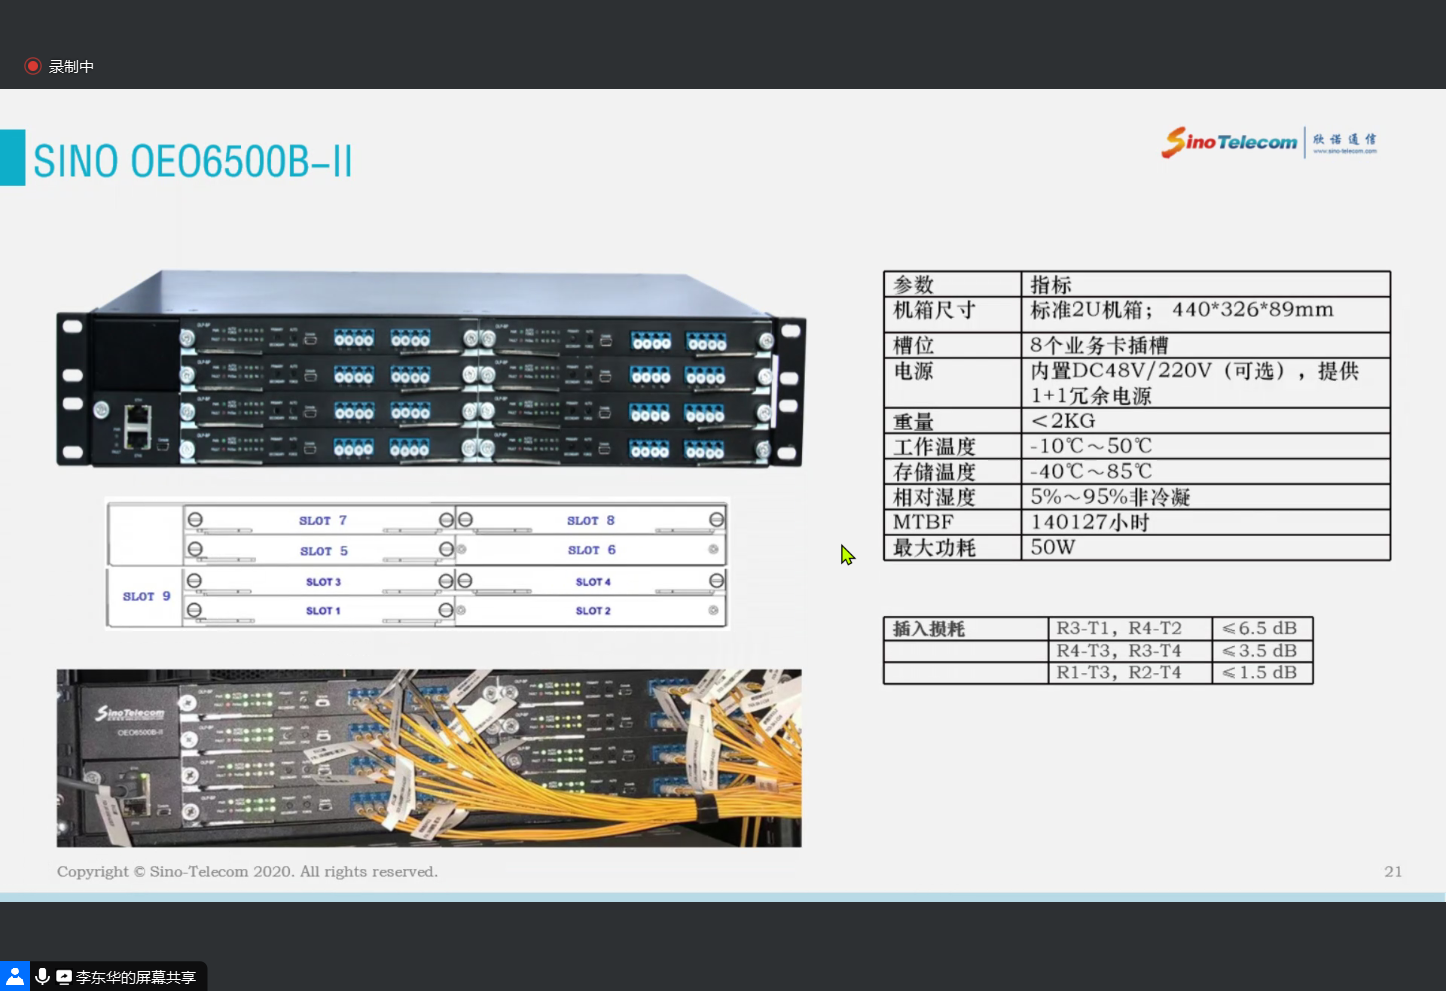 录制中
SINO OEO6500B-II
Sino Telecom 欣诺通信
www.sino-telecom.com
参数 指标
机箱尺寸 标准2U机箱； 440*326*89mm
槽位 8个业务卡插槽
电源 内置DC48V/220V（可选），提供
1+1冗余电源
重量 <2KG
工作温度 -10℃～50℃
存储温度 -40℃～85℃
相对湿度 5%～95%非冷凝
MTBF 140127小时
最大功耗 50W
SLOT 7 SLOT 8
SLOT 5 SLOT 6
SLOT 3 SLOT 4
SLOT 9
SLOT 1 SLOT 2
插入损耗 R3-T1，R4-T2 ≤6.5 dB
R4-T3，R3-T4 ≤3.5 dB
R1-T3，R2-T4 ≤1.5 dB
SinoTelecom
OEO6500B-II
Copyright © Sino-Telecom 2020. All rights reserved.
21
李东华的屏幕共享